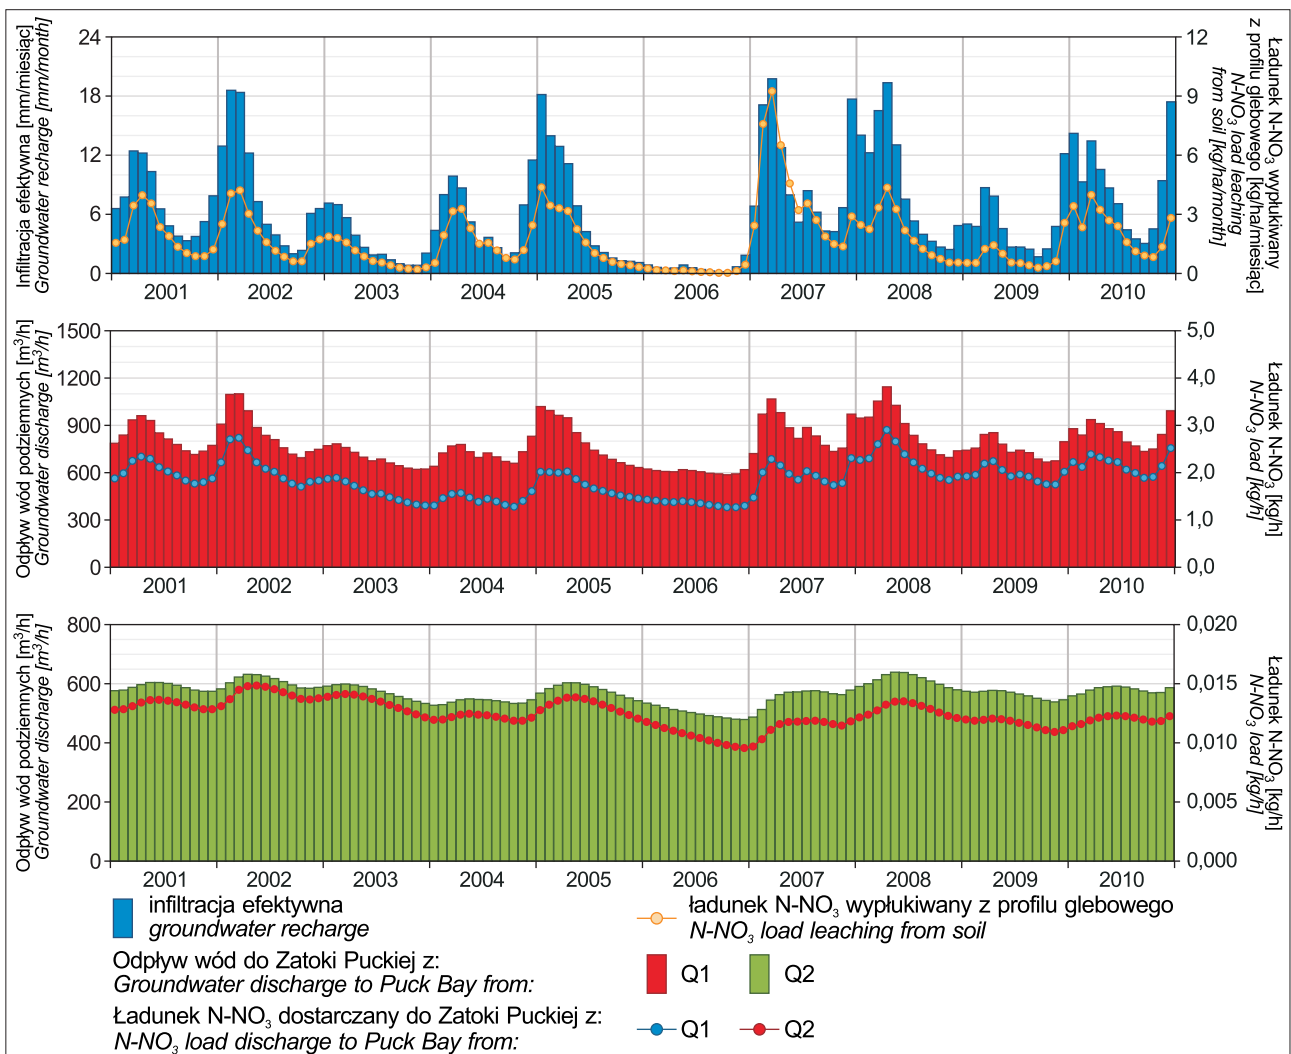 Infiltracja efektywna [mm/miesiąc]
Groundwater recharge [mm/month]
24
18
12
6
0
12
9
6
3
0
Ładunek N-NO3 wypłukiwany
z profilu glebowego [kg/ha/miesiąc]
N-NO3 load leaching
from soil [kg/ha/month]
2001 2002 2003 2004 2005 2006 2007 2008 2009 2010
Odpływ wód podziemnych [m³/h]
Groundwater discharge [m³/h]
1500
1200
900
600
300
0
5,0
4,0
3,0
2,0
1,0
0,0
Ładunek N-NO3 [kg/h]
N-NO3 load [kg/h]
2001 2002 2003 2004 2005 2006 2007 2008 2009 2010
Odpływ wód podziemnych [m³/h]
Groundwater discharge [m³/h]
800
600
400
200
0
0,020
0,015
0,010
0,005
0,000
Ładunek N-NO3 [kg/h]
N-NO3 load [kg/h]
2001 2002 2003 2004 2005 2006 2007 2008 2009 2010
infiltracja efektywna
groundwater recharge
ładunek N-NO3 wypłukiwany z profilu glebowego
N-NO3 load leaching from soil
Odpływ wód do Zatoki Puckiej z:
Groundwater discharge to Puck Bay from:
Q1 Q2
Ładunek N-NO3 dostarczany do Zatoki Puckiej z:
N-NO3 load discharge to Puck Bay from:
Q1 Q2